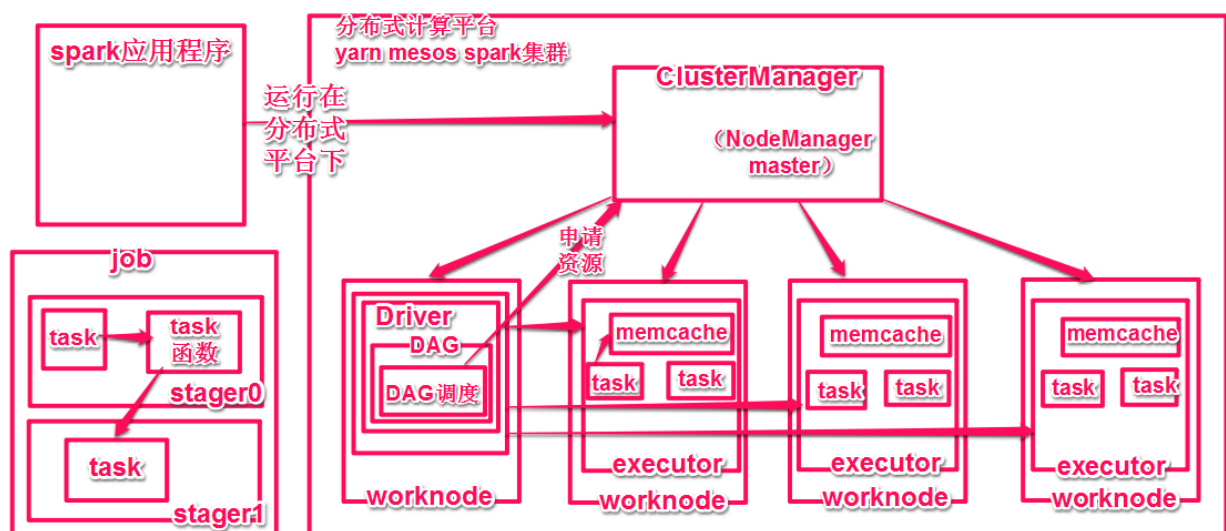 spark应用程序
分布式计算平台
yarn mesos spark集群
运行在
分布式
平台下
ClusterManager
（NodeManager
master）
申请
资源
job
task
task
函数
stager0
task
stager1
Driver
DAG
DAG调度
worknode
memcache
task
task
executor
worknode
memcache
task
task
executor
worknode
memcache
task
task
executor
worknode